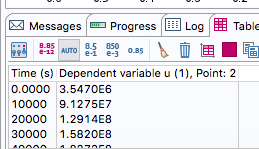 Messages Progress Log Table
8.85 e-12 AUTO 8.5 e-1 850 e-3 0.85
Time (s) Dependent variable u (1), Point: 2
0.0000 3.5470E6
10000 9.1275E7
20000 1.2914E8
30000 1.5820E8